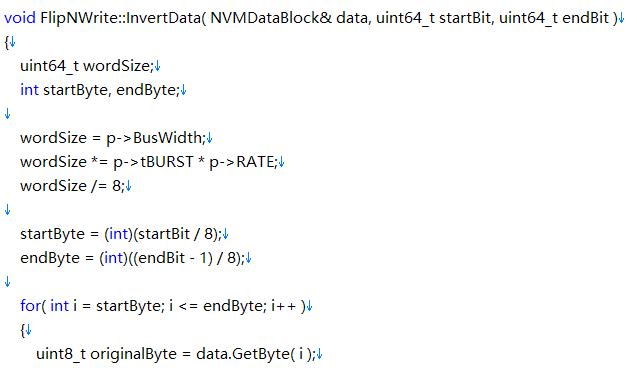 void FlipNWrite::InvertData( NVMDataBlock& data, uint64_t startBit, uint64_t endBit )↓
{↓
    uint64_t wordSize;↓
    int startByte, endByte;↓
↓
    wordSize = p->BusWidth;↓
    wordSize *= p->tBURST * p->RATE;↓
    wordSize /= 8;↓
↓
    startByte = (int)(startBit / 8);↓
    endByte = (int)((endBit - 1) / 8);↓
↓
    for( int i = startByte; i <= endByte; i++ )↓
    {↓
        uint8_t originalByte = data.GetByte( i );↓